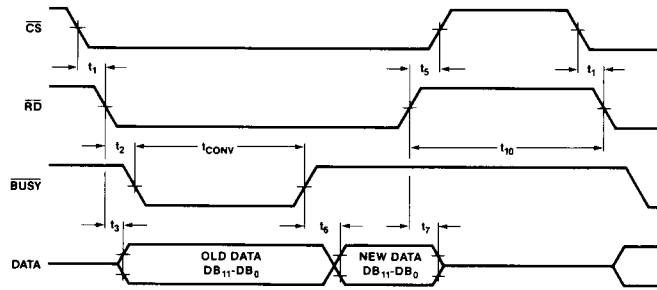 CS
t1 t5 t1
RD
t2 tCONV t10
BUSY
t3 t6 t7
DATA OLD DATA NEW DATA
DB11-DB0 DB11-DB0